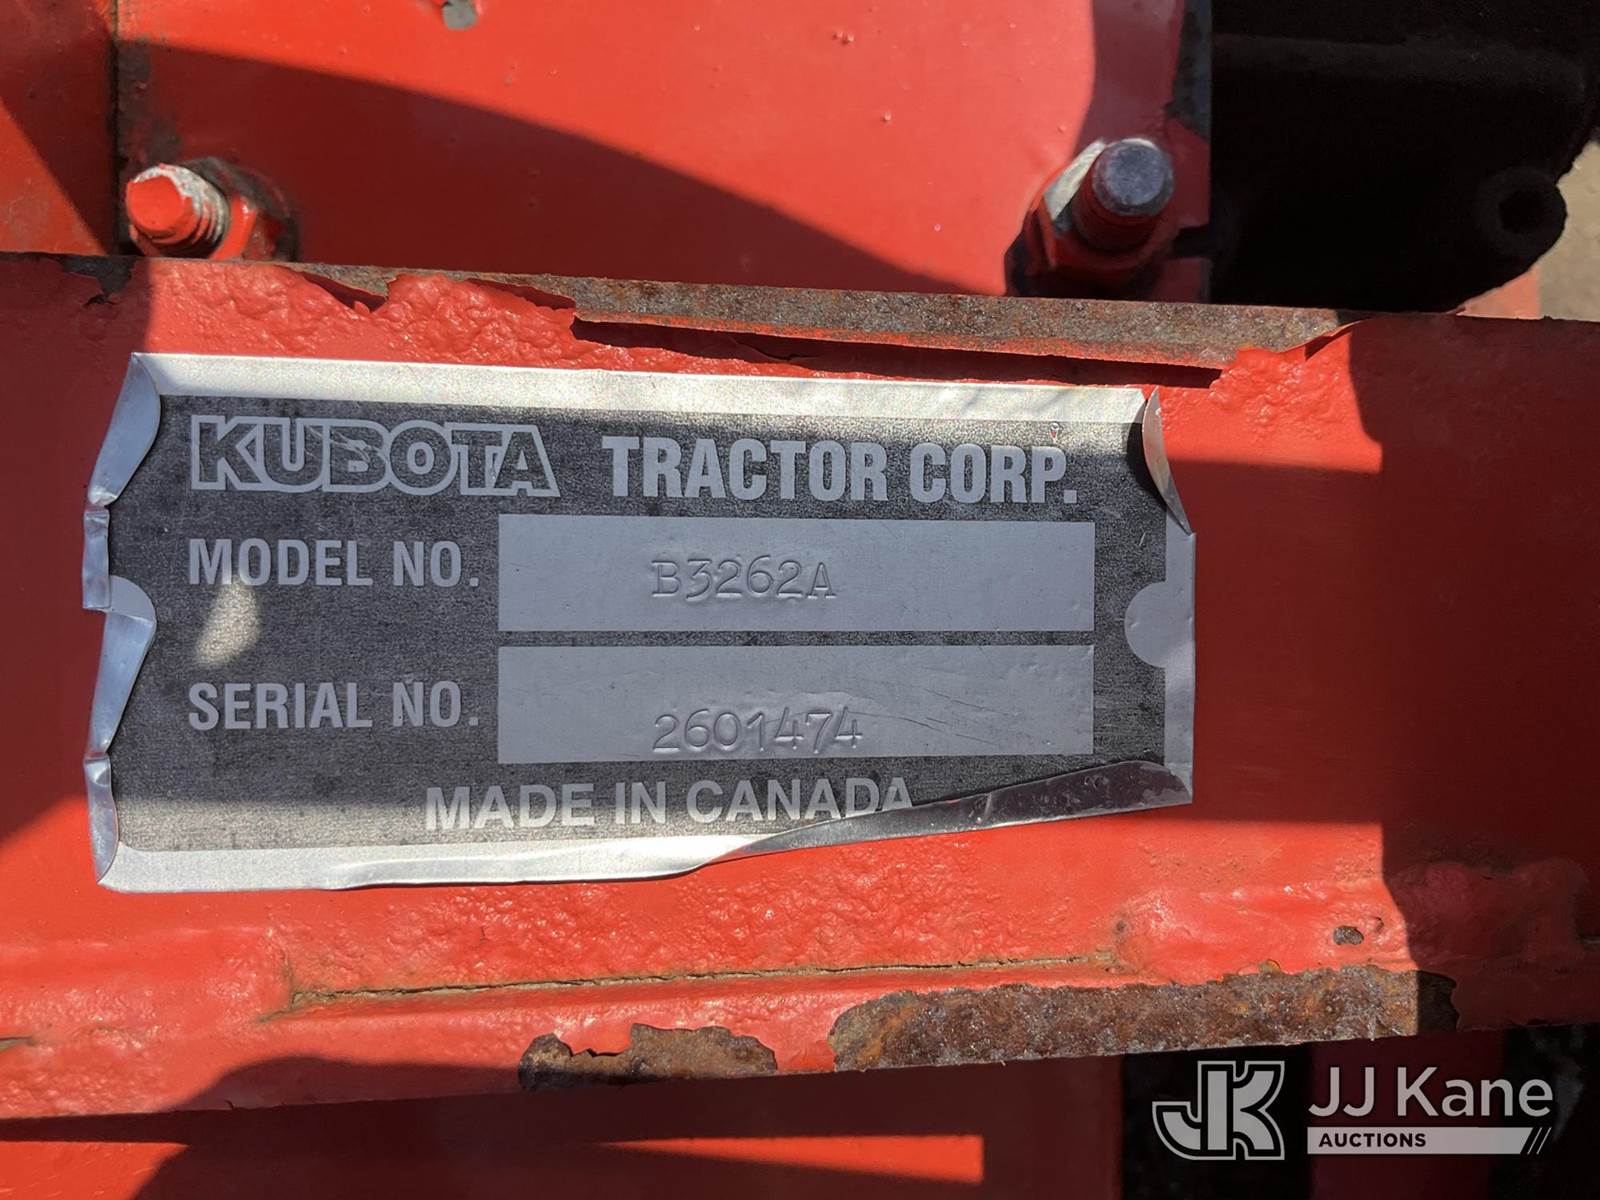 KUBOTA TRACTOR CORP.
MODEL NO. B3262A
SERIAL NO. 2601474
MADE IN CANADA
JK JJ Kane
AUCTIONS